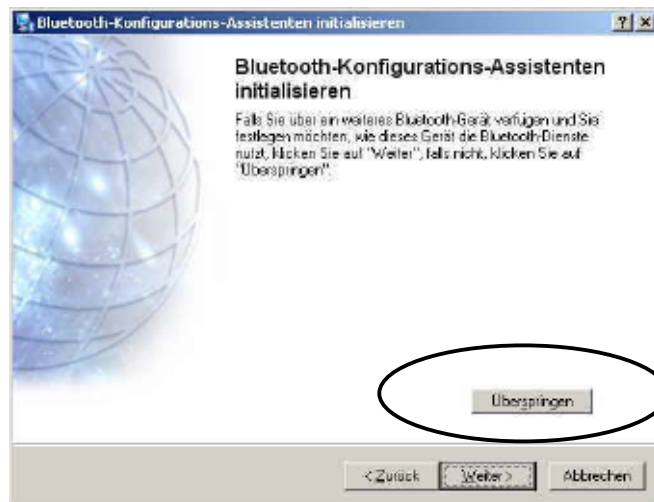 Bluetooth-Konfigurations-Assistenten initialisieren
Bluetooth-Konfigurations-Assistenten
initialisieren
Falls Sie über ein weiteres Bluetooth-Gerät verfügen und Sie
festlegen möchten, wie dieses Gerät die Bluetooth-Dienste
nutzt, klicken Sie auf "Weiter", falls nicht, klicken Sie auf
"Überspringen".
Überspringen
< Zurück Weiter > Abbrechen